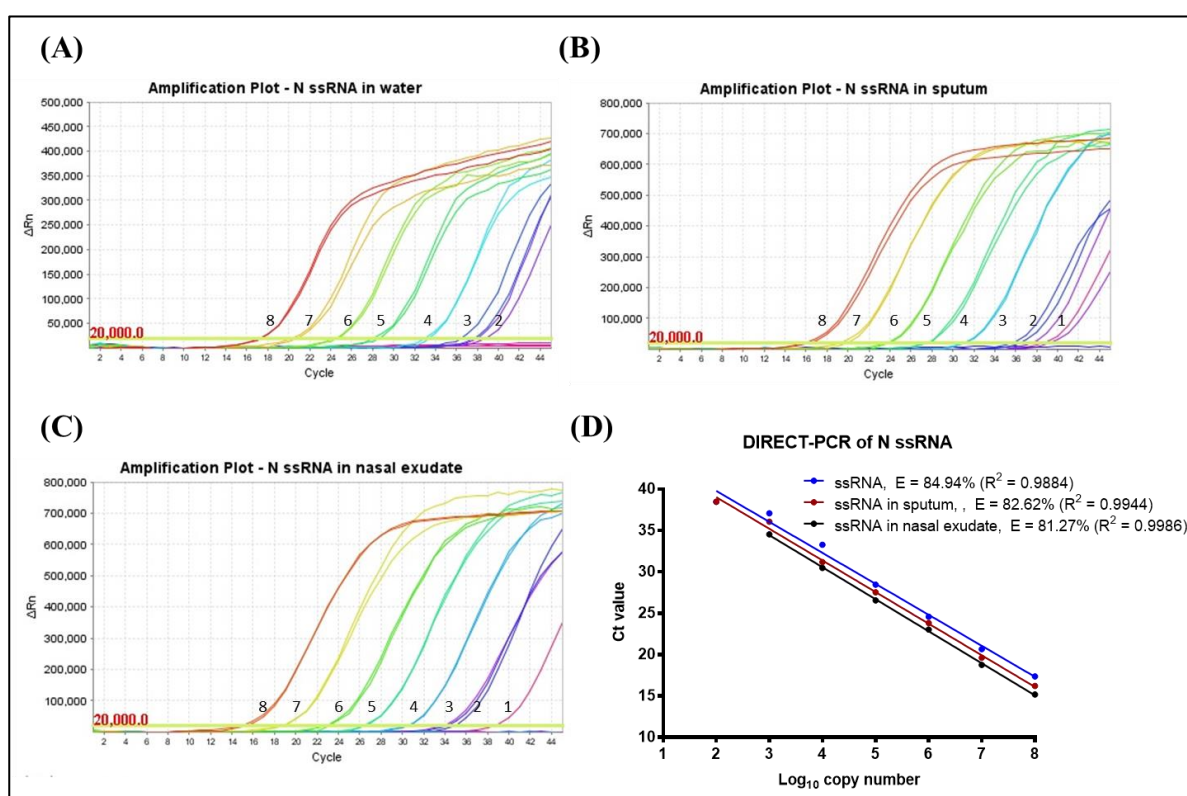 (A)
Amplification Plot - N ssRNA in water
500,000
450,000
400,000
350,000
300,000
250,000
200,000
150,000
100,000
50,000
ΔRn
20,000.0
8 7 6 5 4 3 2
2 4 6 8 10 12 14 16 18 20 22 24 26 28 30 32 34 36 38 40 42 44
Cycle
(B)
Amplification Plot - N ssRNA in sputum
800,000
700,000
600,000
500,000
400,000
300,000
200,000
100,000
ΔRn
20,000.0
8 7 6 5 4 3 2 1
2 4 6 8 10 12 14 16 18 20 22 24 26 28 30 32 34 36 38 40 42 44
Cycle
(C)
Amplification Plot - N ssRNA in nasal exudate
800,000
700,000
600,000
500,000
400,000
300,000
200,000
100,000
ΔRn
20,000.0
8 7 6 5 4 3 2 1
2 4 6 8 10 12 14 16 18 20 22 24 26 28 30 32 34 36 38 40 42 44
Cycle
(D)
DIRECT-PCR of N ssRNA
ssRNA, E = 84.94% (R² = 0.9884)
ssRNA in sputum, , E = 82.62% (R² = 0.9944)
ssRNA in nasal exudate, E = 81.27% (R² = 0.9986)
40
35
30
25
20
15
10
Ct value
1 2 3 4 5 6 7 8
Log₁₀ copy number